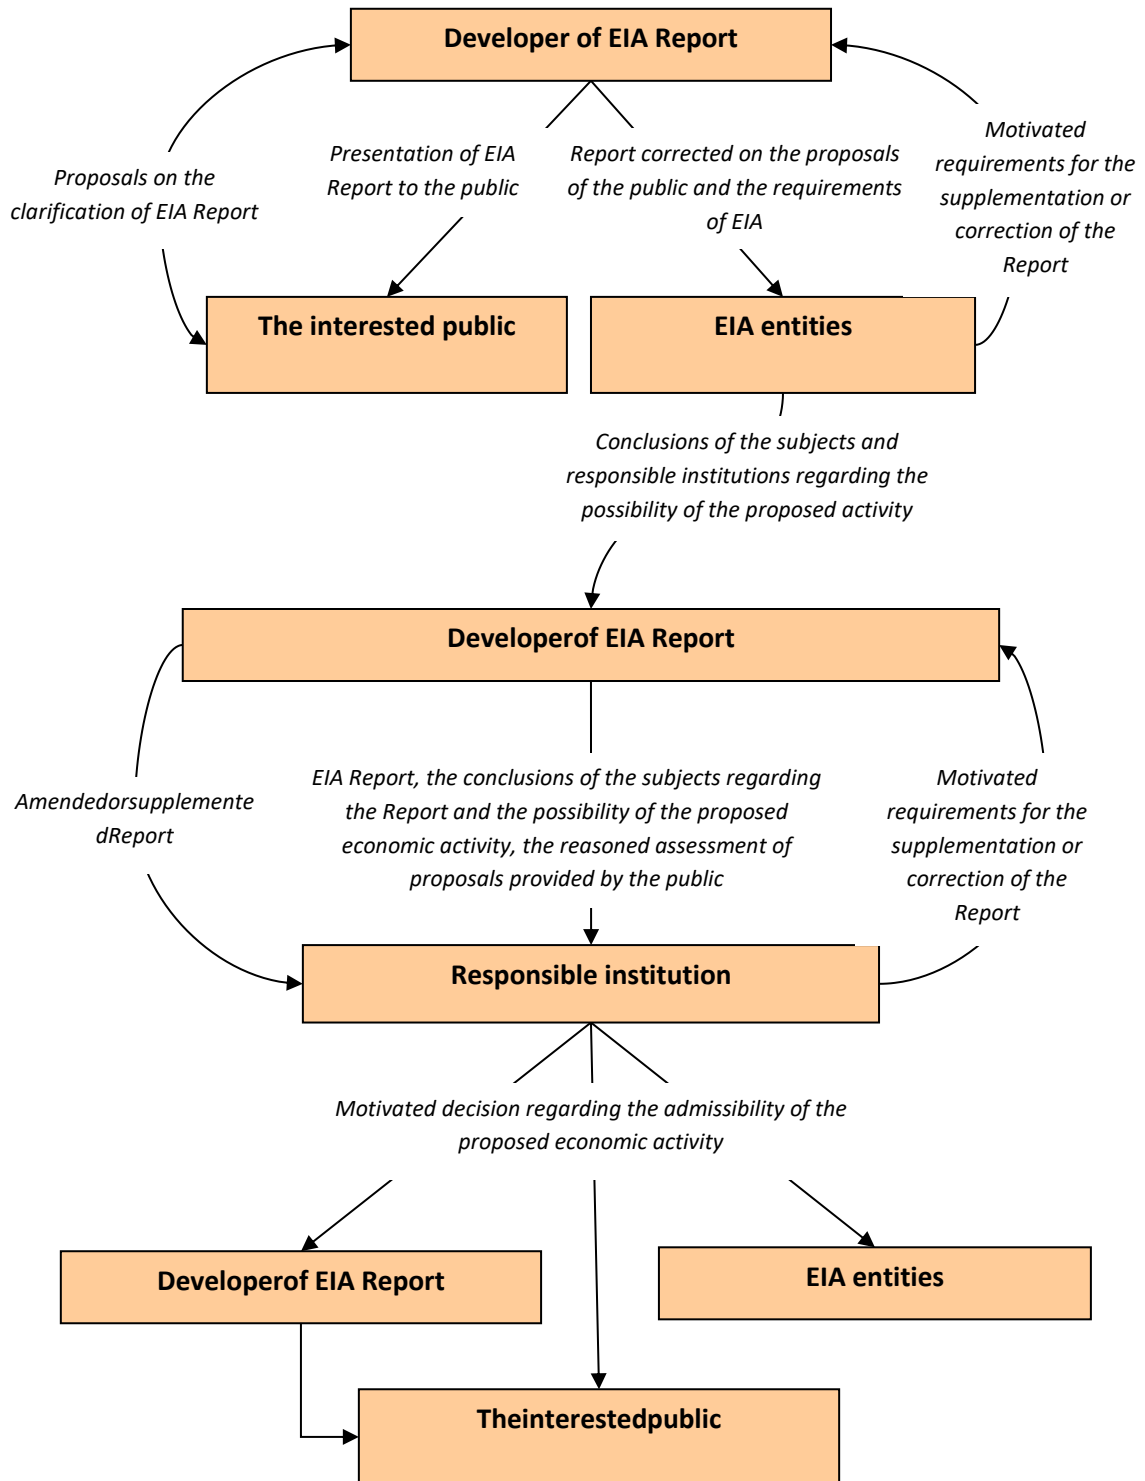 Developer of EIA Report
Proposals on the
clarification of EIA Report
Presentation of EIA
Report to the public
Report corrected on the proposals
of the public and the requirements
of EIA
Motivated
requirements for the
supplementation or
correction of the
Report
The interested public
EIA entities
Conclusions of the subjects and
responsible institutions regarding the
possibility of the proposed activity
Developerof EIA Report
Amendedorsupplemente
dReport
EIA Report, the conclusions of the subjects regarding
the Report and the possibility of the proposed
economic activity, the reasoned assessment of
proposals provided by the public
Motivated
requirements for the
supplementation or
correction of the
Report
Responsible institution
Motivated decision regarding the admissibility of the
proposed economic activity
Developerof EIA Report
EIA entities
Theinterestedpublic